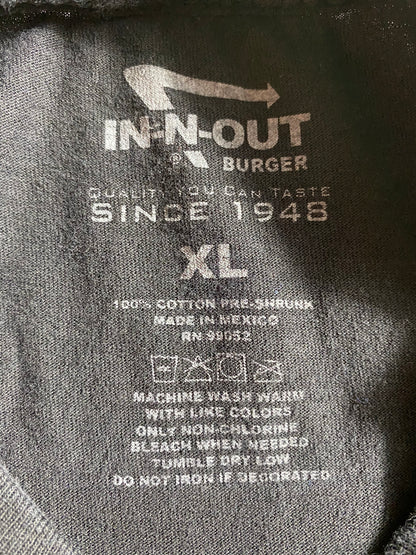 IN-N-OUT
® BURGER
QUALITY YOU CAN TASTE
SINCE 1948
XL
100% COTTON PRE-SHRUNK
MADE IN MEXICO
RN 99052
MACHINE WASH WARM
WITH LIKE COLORS
ONLY NON-CHLORINE
BLEACH WHEN NEEDED
TUMBLE DRY LOW
DO NOT IRON IF DECORATED